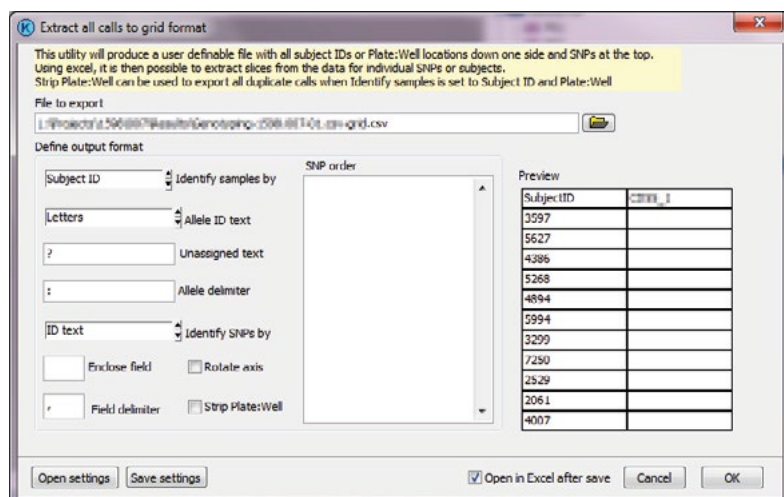 Extract all calls to grid format
This utility will produce a user definable file with all subject IDs or Plate:Well locations down one side and SNPs at the top.
Using excel, it is then possible to extract slices from the data for individual SNPs or subjects.
Strip Plate:Well can be used to export all duplicate calls when Identify samples is set to Subject ID and Plate:Well
File to export
.csv
Define output format
Subject ID Identify samples by
Letters Allele ID text
? Unassigned text
: Allele delimiter
ID text Identify SNPs by
Enclose field Rotate axis
, Field delimiter Strip Plate:Well
SNP order
Preview
SubjectID
3597
5627
4386
5268
4894
5994
3299
7250
2529
2061
4007
Open settings Save settings Open in Excel after save Cancel OK